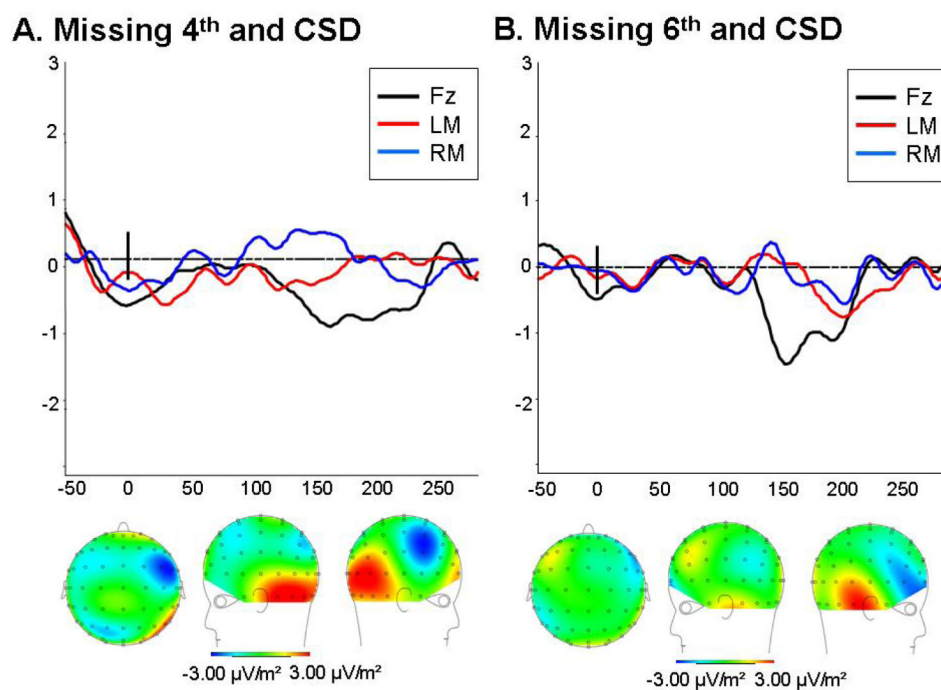 A. Missing 4th and CSD
3
2
1
0
-1
-2
Fz
LM
RM
-50 0 50 100 150 200 250
-3.00 µV/m² 3.00 µV/m²
B. Missing 6th and CSD
3
2
1
0
-1
-2
Fz
LM
RM
-50 0 50 100 150 200 250
-3.00 µV/m² 3.00 µV/m²